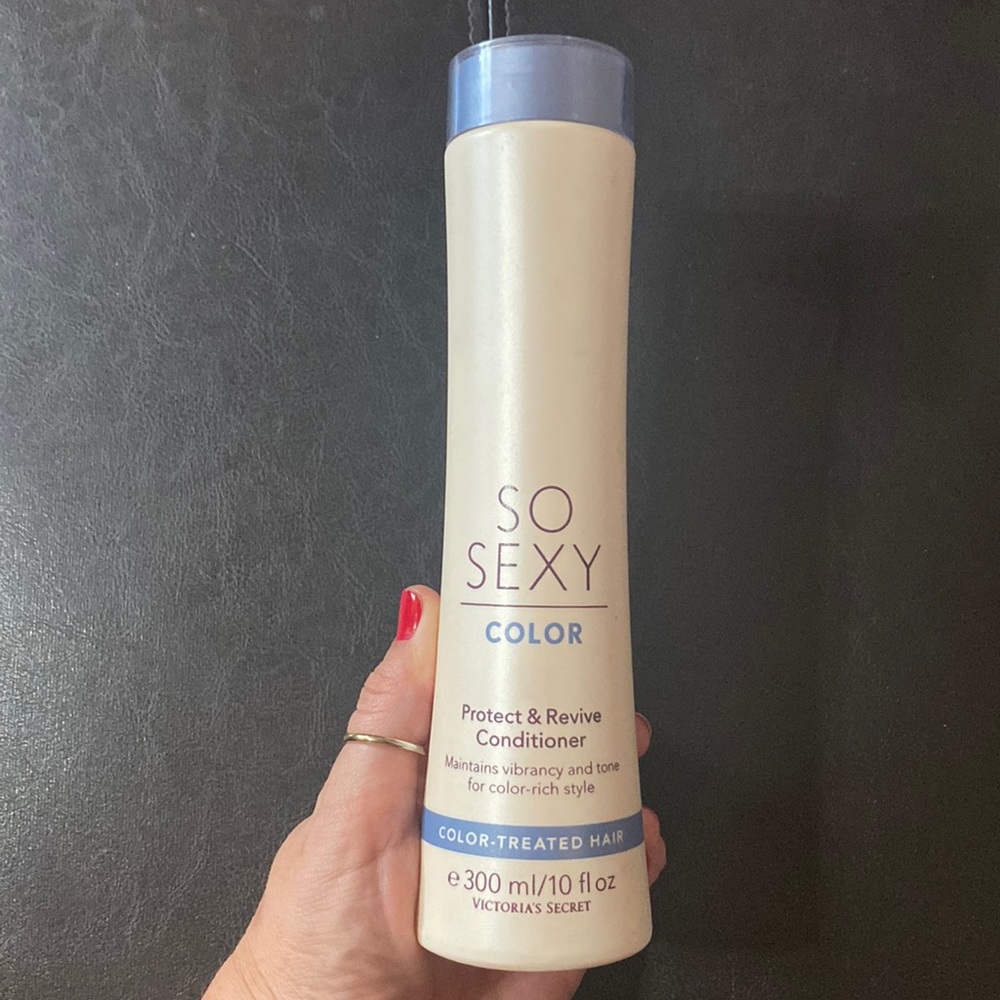 SO
SEXY
COLOR
Protect & Revive
Conditioner
Maintains vibrancy and tone
for color-rich style
COLOR-TREATED HAIR
e 300 ml/10 fl oz
VICTORIA'S SECRET